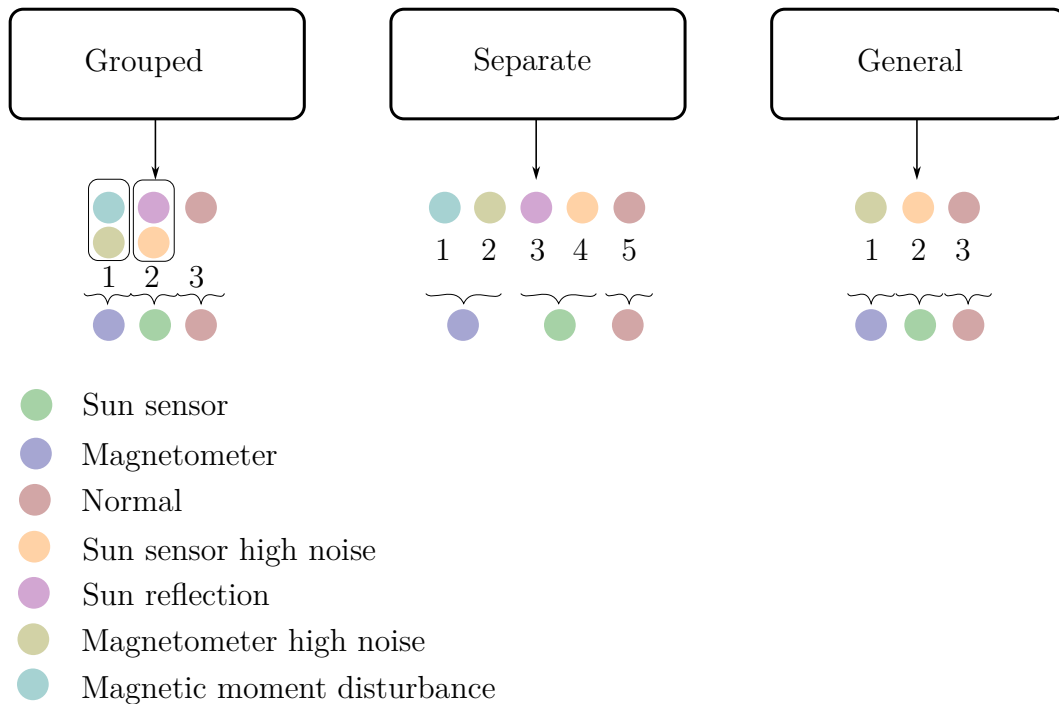 Grouped Separate General
1 2 3 4 5 1 2 3
1 2 3
Sun sensor
Magnetometer
Normal
Sun sensor high noise
Sun reflection
Magnetometer high noise
Magnetic moment disturbance